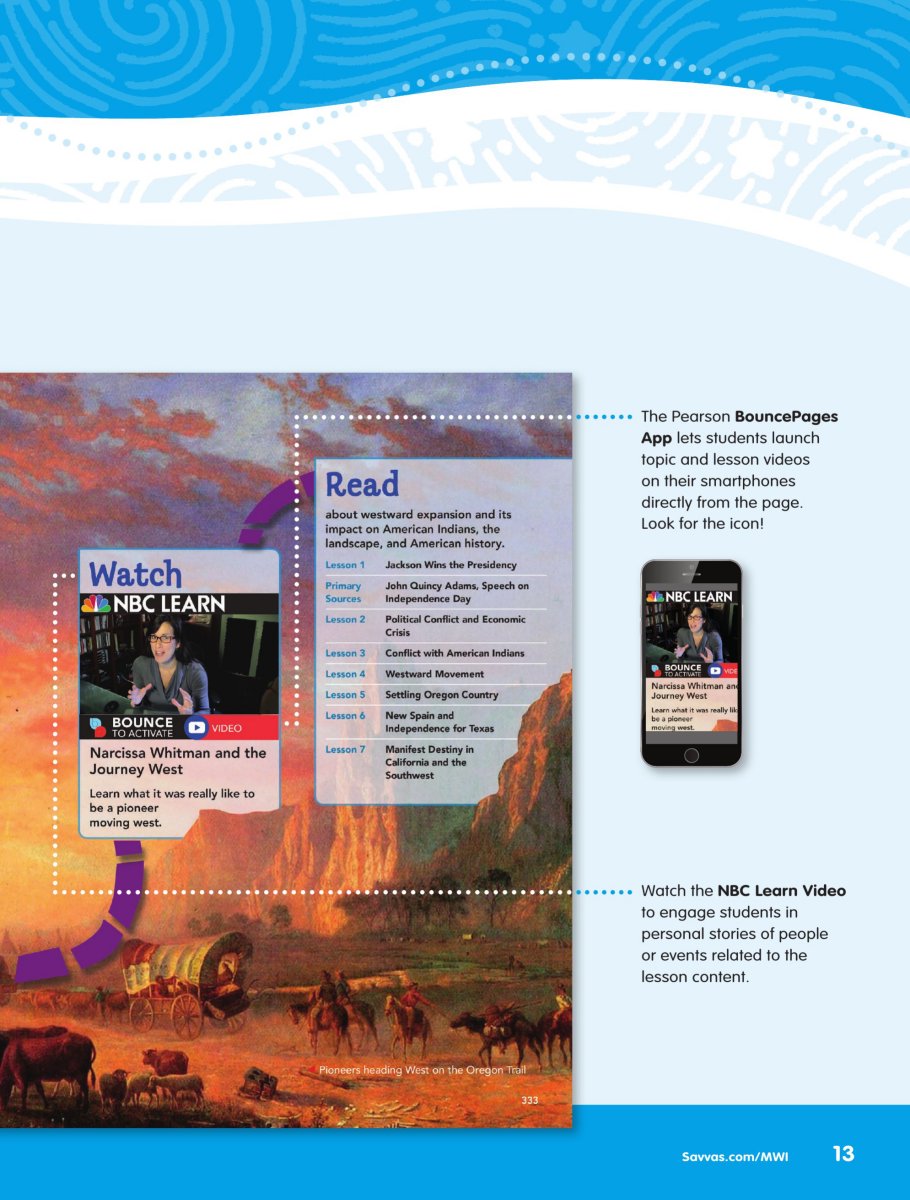 The Pearson BouncePages
App lets students launch
topic and lesson videos
on their smartphones
directly from the page.
Look for the icon!
Read
about westward expansion and its
impact on American Indians, the
landscape, and American history.
Lesson 1 Jackson Wins the Presidency
Primary Sources John Quincy Adams, Speech on
Independence Day
Lesson 2 Political Conflict and Economic
Crisis
Lesson 3 Conflict with American Indians
Lesson 4 Westward Movement
Lesson 5 Settling Oregon Country
Lesson 6 New Spain and
Independence for Texas
Lesson 7 Manifest Destiny in
California and the
Southwest
Watch
NBC LEARN
BOUNCE
TO ACTIVATE
VIDEO
Narcissa Whitman and the
Journey West
Learn what it was really like to
be a pioneer
moving west.
NBC LEARN
BOUNCE
TO ACTIVATE
VIDE
Narcissa Whitman and
Journey West
Learn what it was really lik
be a pioneer
moving west.
Watch the NBC Learn Video
to engage students in
personal stories of people
or events related to the
lesson content.
Pioneers heading West on the Oregon Trail
333
Savvas.com/MWI 13